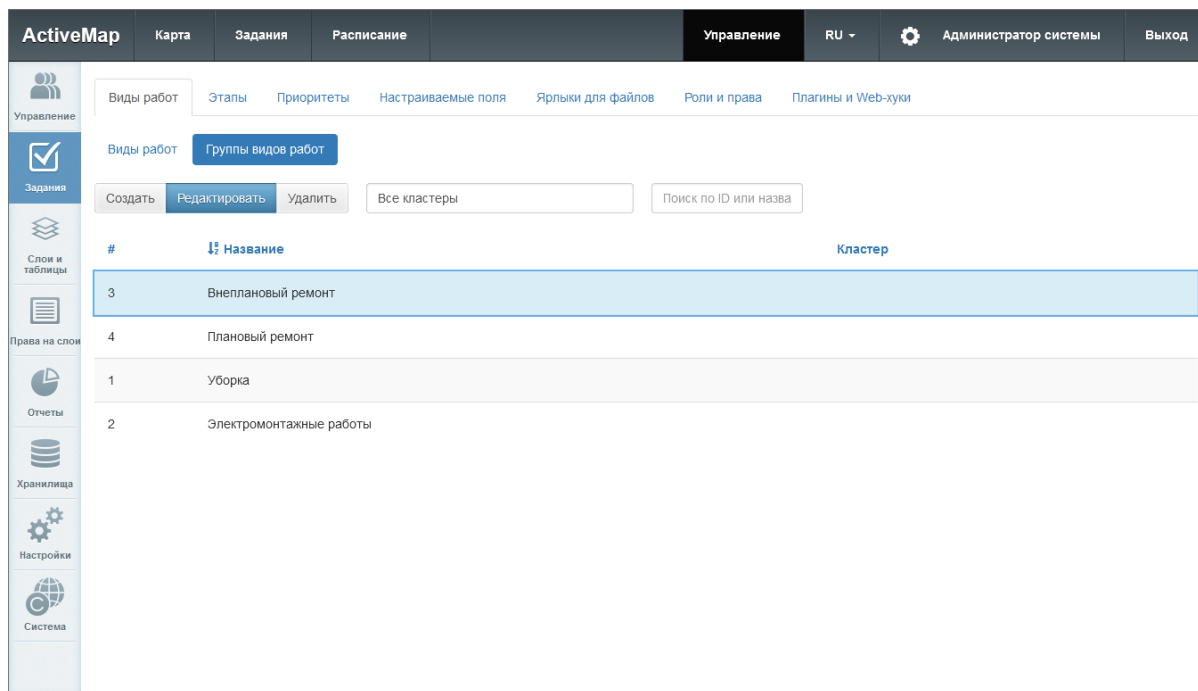 ActiveMap Карта Задания Расписание Управление RU Администратор системы Выход
Управление
Задания
Слои и
таблицы
Права на слои
Отчеты
Хранилища
Настройки
Система
Виды работ Этапы Приоритеты Настраиваемые поля Ярлыки для файлов Роли и права Плагины и Web-хуки
Виды работ Группы видов работ
Создать Редактировать Удалить Все кластеры Поиск по ID или назва
# Название Кластер
3 Внеплановый ремонт
4 Плановый ремонт
1 Уборка
2 Электромонтажные работы